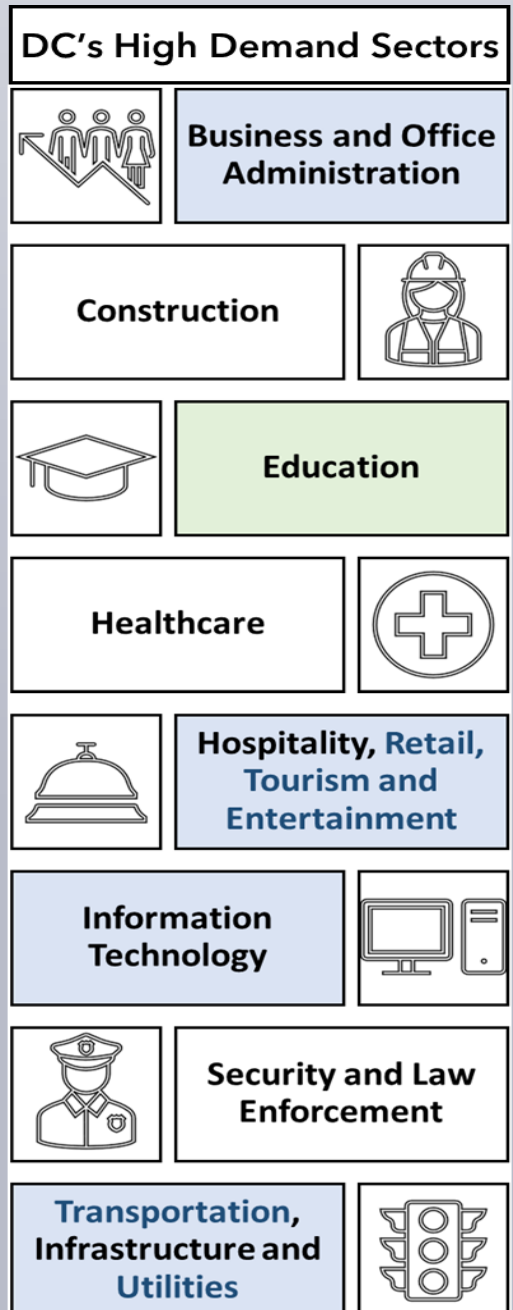 DC's High Demand Sectors
Business and Office
Administration
Construction
Education
Healthcare
Hospitality, Retail,
Tourism and
Entertainment
Information
Technology
Security and Law
Enforcement
Transportation,
Infrastructure and
Utilities